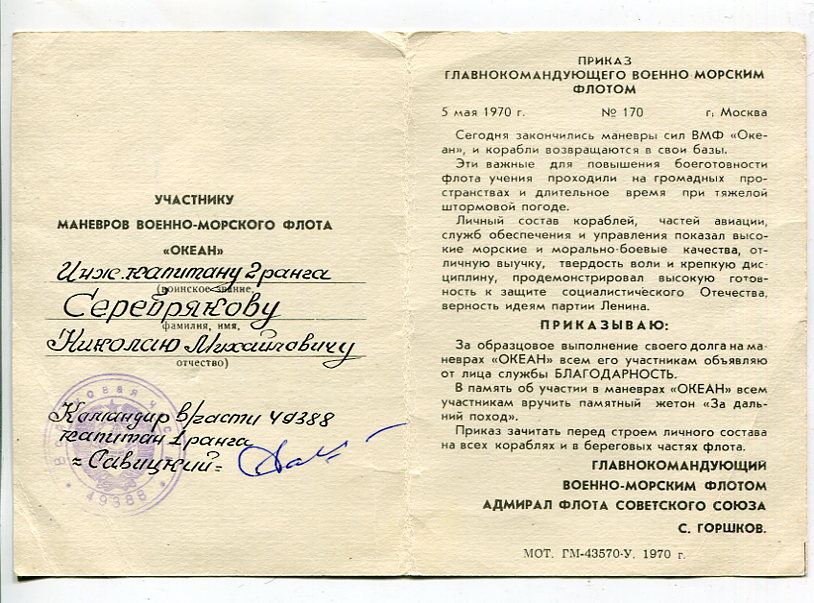 УЧАСТНИКУ
МАНЕВРОВ ВОЕННО-МОРСКОГО ФЛОТА
«ОКЕАН»
Инж. капитану 2 ранга
(воинское звание,
Серебрякову
фамилия, имя,
Николаю Михайловичу
отчество)
Командир в/части 49388
капитан 1 ранга
= Савицкий =
49388
ПРИКАЗ
ГЛАВНОКОМАНДУЮЩЕГО ВОЕННО-МОРСКИМ
ФЛОТОМ
5 мая 1970 г. № 170 г. Москва
Сегодня закончились маневры сил ВМФ «Оке-
ан», и корабли возвращаются в свои базы.
Эти важные для повышения боеготовности
флота учения проходили на громадных про-
странствах и длительное время при тяжелой
штормовой погоде.
Личный состав кораблей, частей авиации,
служб обеспечения и управления показал высо-
кие морские и морально-боевые качества, от-
личную выучку, твердость воли и крепкую дис-
циплину, продемонстрировал высокую готов-
ность к защите социалистического Отечества,
верность идеям партии Ленина.
ПРИКАЗЫВАЮ:
За образцовое выполнение своего долга на ма-
неврах «ОКЕАН» всем его участникам объявляю
от лица службы БЛАГОДАРНОСТЬ.
В память об участии в маневрах «ОКЕАН» всем
участникам вручить памятный жетон «За даль-
ний поход».
Приказ зачитать перед строем личного состава
на всех кораблях и в береговых частях флота.
ГЛАВНОКОМАНДУЮЩИЙ
ВОЕННО-МОРСКИМ ФЛОТОМ
АДМИРАЛ ФЛОТА СОВЕТСКОГО СОЮЗА
С. ГОРШКОВ.
МОТ. ГМ-43570-У. 1970 г.